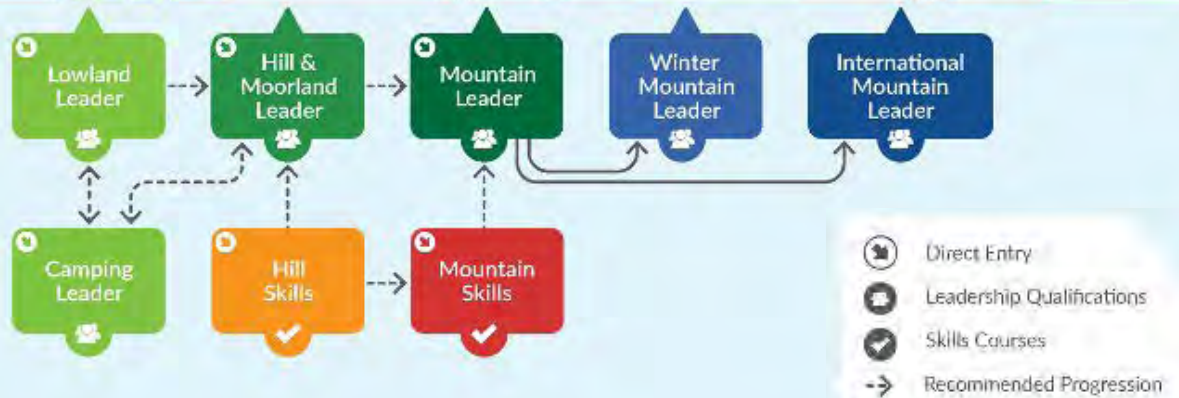 Lowland
Leader
Hill &
Moorland
Leader
Mountain
Leader
Winter
Mountain
Leader
International
Mountain
Leader
Camping
Leader
Hill
Skills
Mountain
Skills
Direct Entry
Leadership Qualifications
Skills Courses
Recommended Progression